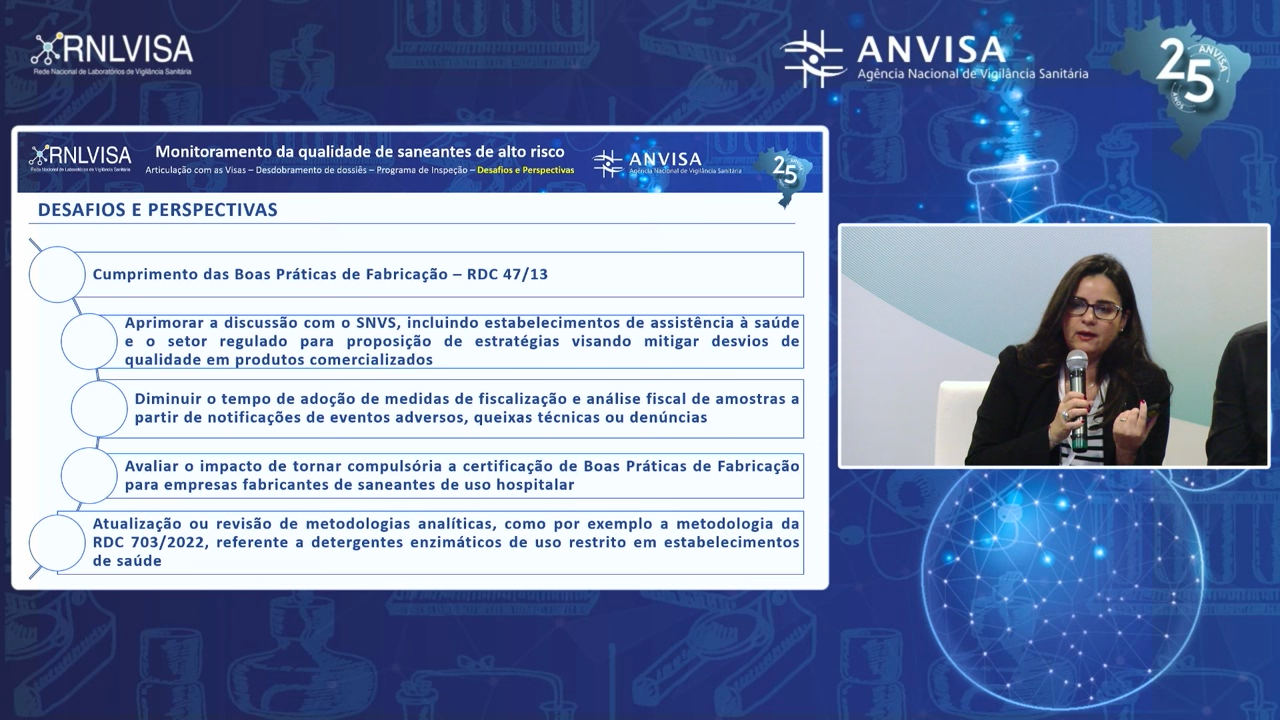 RNLVISA
Rede Nacional de Laboratórios de Vigilância Sanitária
ANVISA
Agência Nacional de Vigilância Sanitária
25
ANVISA
ANOS
RNLVISA
Rede Nacional de Laboratórios de Vigilância Sanitária
Monitoramento da qualidade de saneantes de alto risco
Articulação com as Visas – Desdobramento de dossiês – Programa de Inspeção – Desafios e Perspectivas
ANVISA
Agência Nacional de Vigilância Sanitária
25
DESAFIOS E PERSPECTIVAS
Cumprimento das Boas Práticas de Fabricação – RDC 47/13
Aprimorar a discussão com o SNVS, incluindo estabelecimentos de assistência à saúde
e o setor regulado para proposição de estratégias visando mitigar desvios de
qualidade em produtos comercializados
Diminuir o tempo de adoção de medidas de fiscalização e análise fiscal de amostras a
partir de notificações de eventos adversos, queixas técnicas ou denúncias
Avaliar o impacto de tornar compulsória a certificação de Boas Práticas de Fabricação
para empresas fabricantes de saneantes de uso hospitalar
Atualização ou revisão de metodologias analíticas, como por exemplo a metodologia da
RDC 703/2022, referente a detergentes enzimáticos de uso restrito em estabelecimentos
de saúde